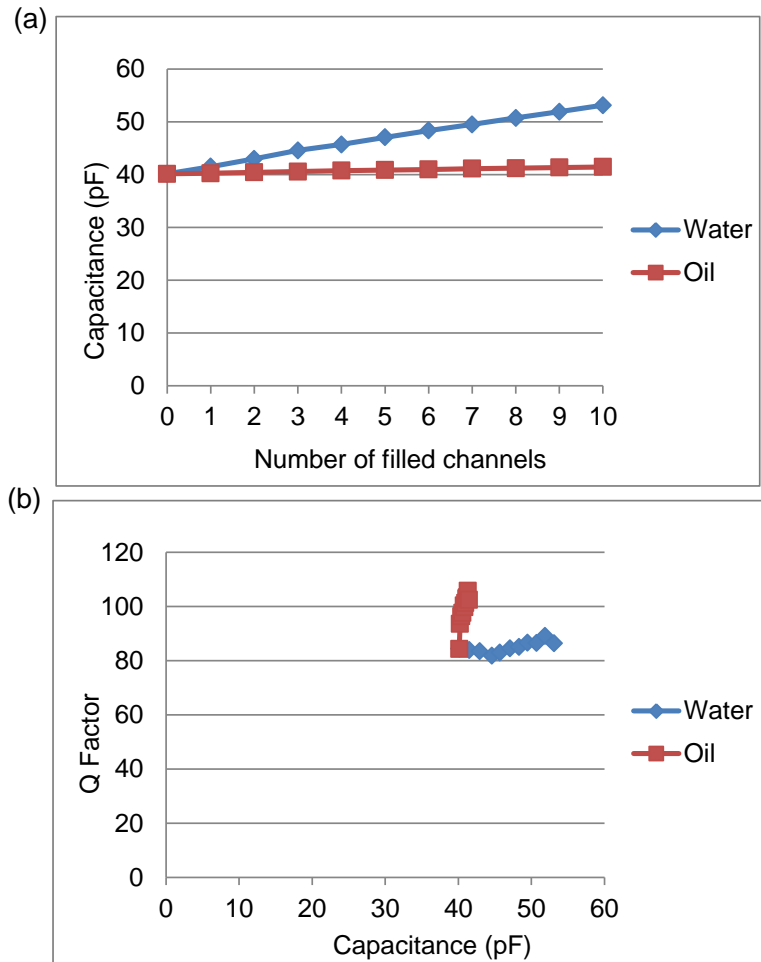 (a)
60
50
40
30
20
10
0
Capacitance (pF)
0 1 2 3 4 5 6 7 8 9 10
Number of filled channels
Water
Oil
(b)
120
100
80
60
40
20
0
Q Factor
0 10 20 30 40 50 60
Capacitance (pF)
Water
Oil